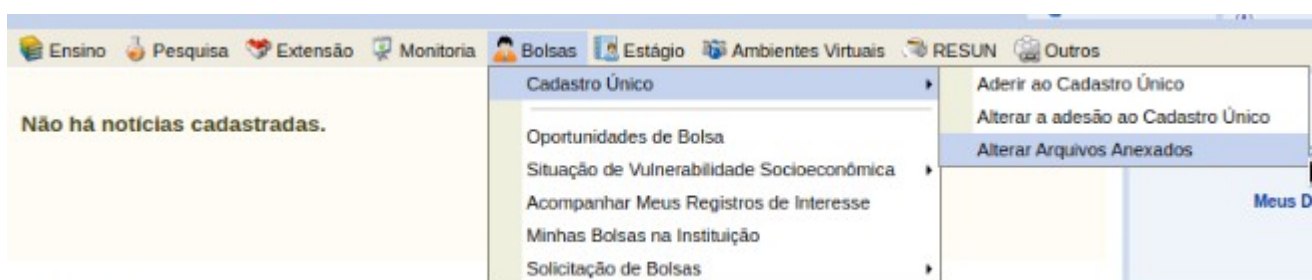 Ensino Pesquisa Extensão Monitoria Bolsas Estágio Ambientes Virtuais RESUN Outros
Não há notícias cadastradas.
Cadastro Único
Oportunidades de Bolsa
Situação de Vulnerabilidade Socioeconômica
Acompanhar Meus Registros de Interesse
Minhas Bolsas na Instituição
Solicitação de Bolsas
Aderir ao Cadastro Único
Alterar a adesão ao Cadastro Único
Alterar Arquivos Anexados
Meus D